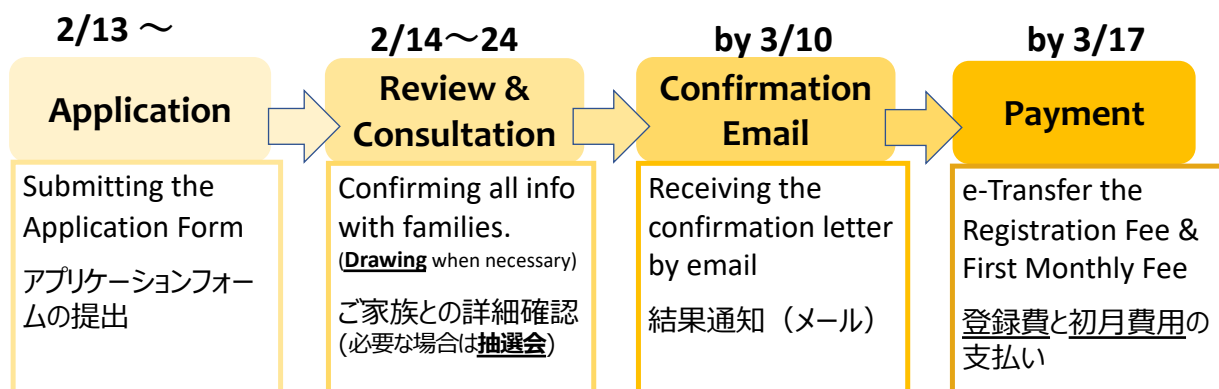 2/13 ～
Application
Submitting the
Application Form
アプリケーションフォー
ムの提出
2/14～24
Review &
Consultation
Confirming all info
with families.
(Drawing when necessary)
ご家族との詳細確認
(必要な場合は抽選会)
by 3/10
Confirmation
Email
Receiving the
confirmation letter
by email
結果通知（メール）
by 3/17
Payment
e-Transfer the
Registration Fee &
First Monthly Fee
登録費と初月費用の
支払い